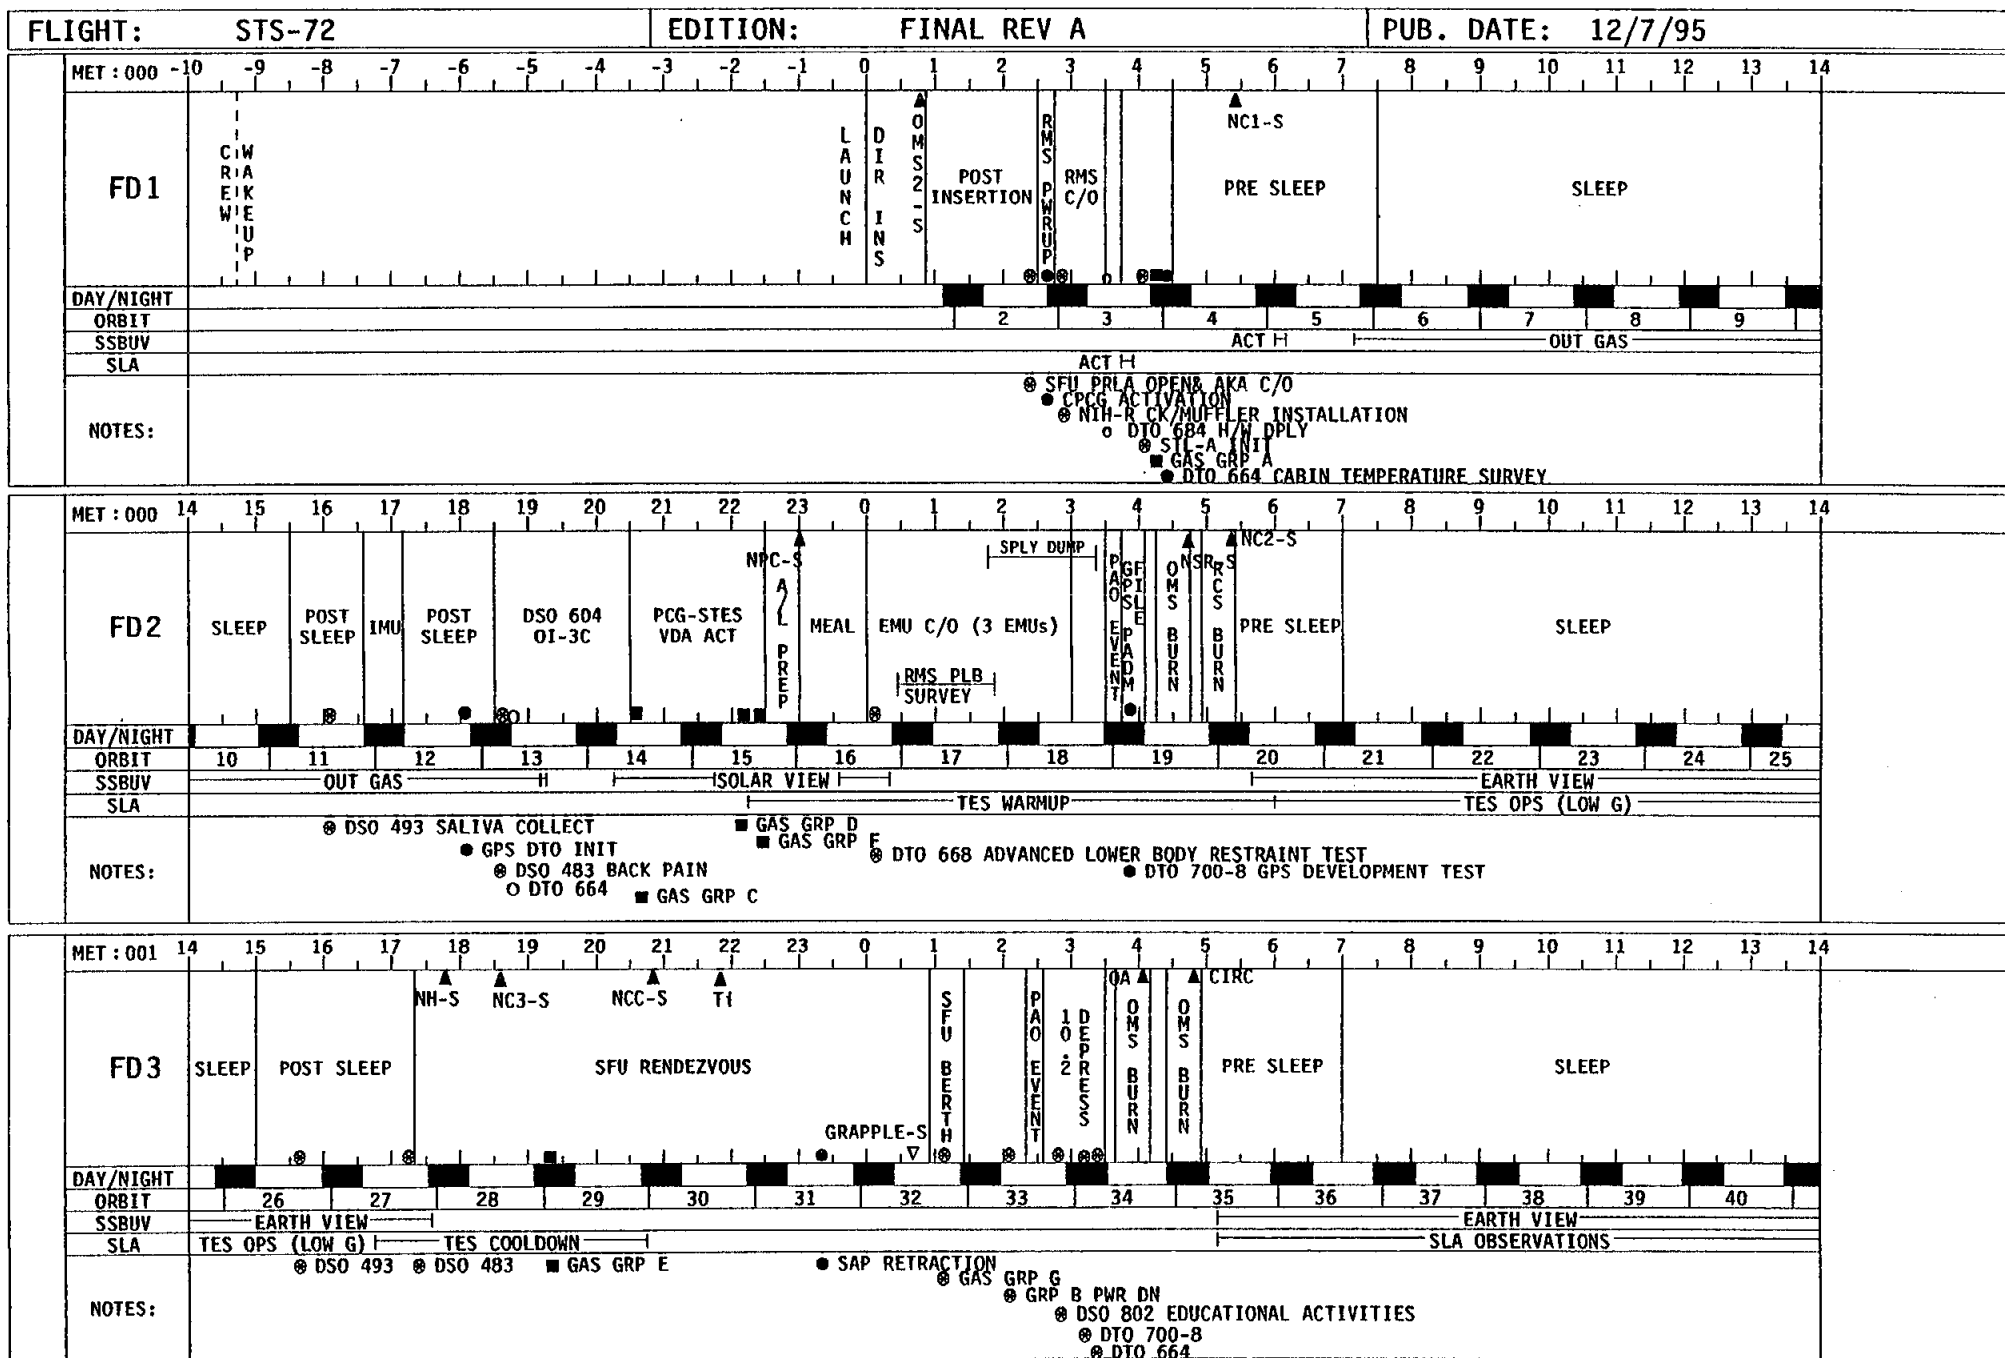 FLIGHT: STS-72 EDITION: FINAL REV A PUB. DATE: 12/7/95
MET:000 -10 -9 -8 -7 -6 -5 -4 -3 -2 -1 0 1 2 3 4 5 6 7 8 9 10 11 12 13 14
FD1
CREW WAKEUP
LAUNCH
DIR INS
OMS2-S
POST INSERTION
RMS PWRUP
RMS C/O
NC1-S
PRE SLEEP
SLEEP
DAY/NIGHT
ORBIT 2 3 4 5 6 7 8 9
SSBUV ACT OUT GAS
SLA ACT
NOTES:
SFU PRLA OPEN& AKA C/O
CPCG ACTIVATION
NIH-R CK/MUFFLER INSTALLATION
DTO 684 H/W DPLY
STL-A INIT
GAS GRP A
DTO 664 CABIN TEMPERATURE SURVEY
MET:000 14 15 16 17 18 19 20 21 22 23 0 1 2 3 4 5 6 7 8 9 10 11 12 13 14
FD2
SLEEP
POST SLEEP
IMU
POST SLEEP
DSO 604 OI-3C
PCG-STES VDA ACT
NPC-S
A/L PREP
MEAL
EMU C/O (3 EMUs)
SPLY DUMP
RMS PLB SURVEY
PAO EVENT
GPS PADM
FILE
OMS BURN
NSR-S
RCS BURN
NC2-S
PRE SLEEP
SLEEP
DAY/NIGHT
ORBIT 10 11 12 13 14 15 16 17 18 19 20 21 22 23 24 25
SSBUV OUT GAS SOLAR VIEW EARTH VIEW
SLA TES WARMUP TES OPS (LOW G)
NOTES:
DSO 493 SALIVA COLLECT
GPS DTO INIT
DSO 483 BACK PAIN
DTO 664
GAS GRP C
GAS GRP D
GAS GRP F
DTO 668 ADVANCED LOWER BODY RESTRAINT TEST
DTO 700-8 GPS DEVELOPMENT TEST
MET:001 14 15 16 17 18 19 20 21 22 23 0 1 2 3 4 5 6 7 8 9 10 11 12 13 14
FD3
SLEEP
POST SLEEP
NH-S
NC3-S
NCC-S
Ti
SFU RENDEZVOUS
GRAPPLE-S
SFU BERTH
PAO EVENT
10.2 DEPRESS
OA
OMS BURN
OMS BURN
CIRC
PRE SLEEP
SLEEP
DAY/NIGHT
ORBIT 26 27 28 29 30 31 32 33 34 35 36 37 38 39 40
SSBUV EARTH VIEW EARTH VIEW
SLA TES OPS (LOW G) TES COOLDOWN SLA OBSERVATIONS
NOTES:
DSO 493 DSO 483 GAS GRP E SAP RETRACTION
GAS GRP G
GRP B PWR DN
DSO 802 EDUCATIONAL ACTIVITIES
DTO 700-8
DTO 664